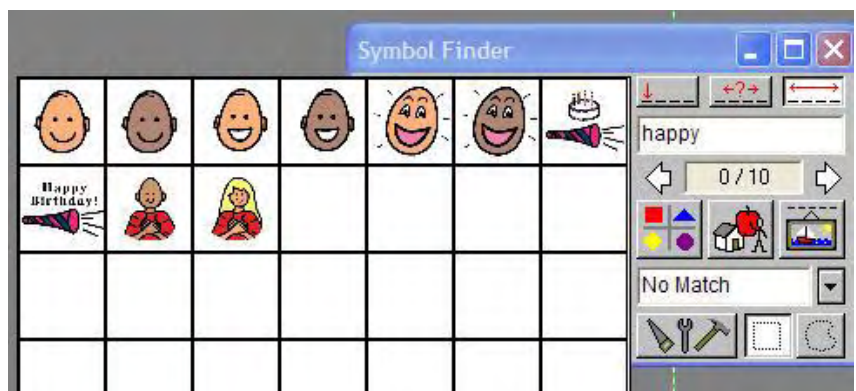 Symbol Finder
←?→
happy
0 / 10
Happy
Birthday!
No Match